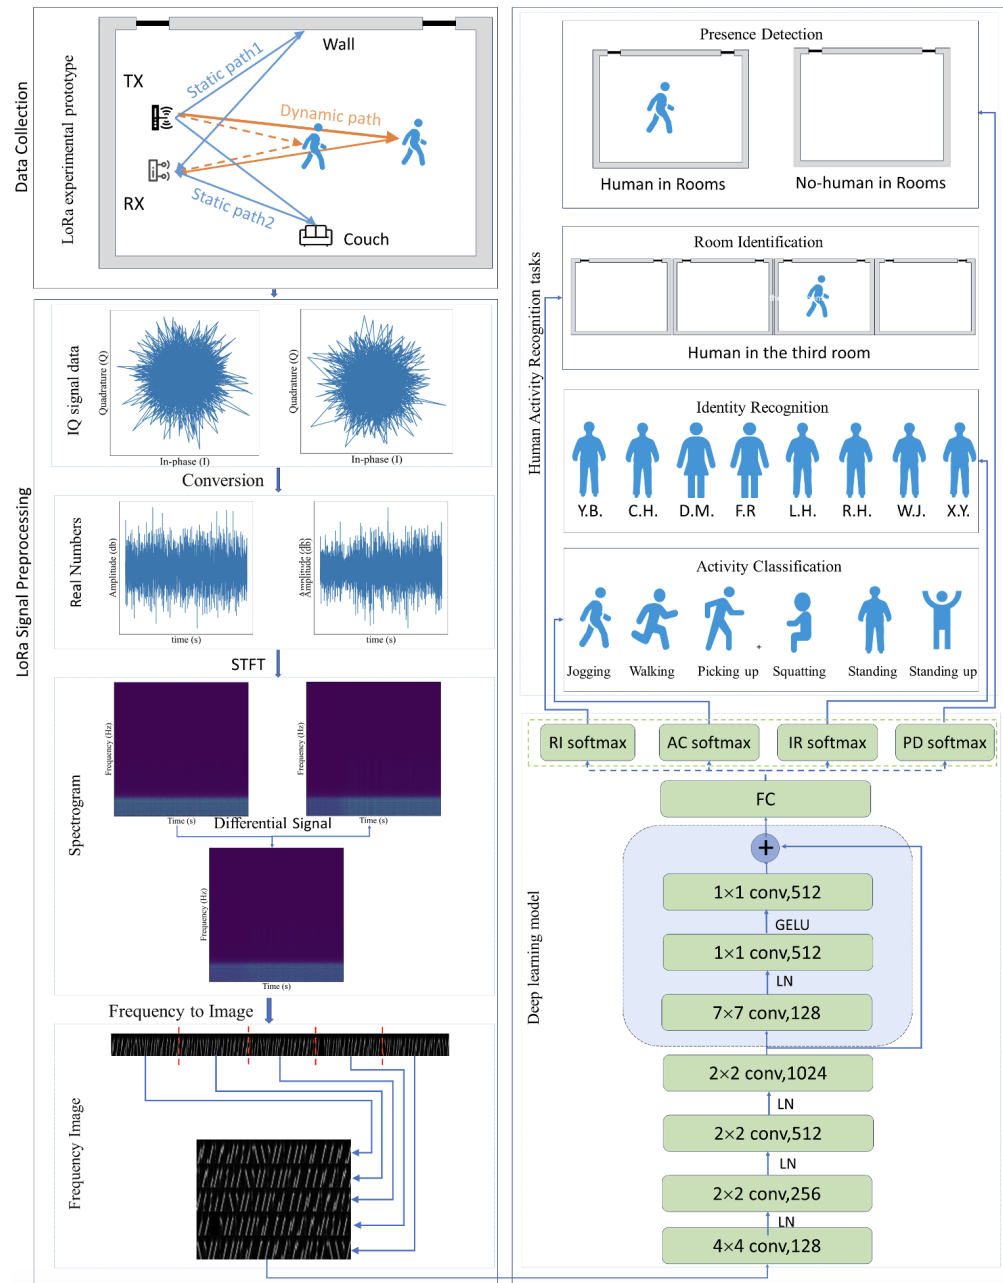 Data Collection
LoRa experimental prototype
Wall
TX
Static path1
Dynamic path
RX
Static path2
Couch
LoRa Signal Preprocessing
IQ signal data
Quadrature (Q)
In-phase (I)
Quadrature (Q)
In-phase (I)
Conversion
Real Numbers
Amplitude (db)
time (s)
Amplitude (db)
Amplitude (db)
time (s)
STFT
Spectrogram
Frequency (Hz)
Time (s)
Frequency (Hz)
Time (s)
Differential Signal
Frequency (Hz)
Time (s)
Frequency to Image
Frequency Image
Human Activity Recognition tasks
Presence Detection
Human in Rooms
No-human in Rooms
Room Identification
Human in the third room
Identity Recognition
Y.B. C.H. D.M. F.R L.H. R.H. W.J. X.Y.
Activity Classification
Jogging Walking Picking up Squatting Standing Standing up
Deep learning model
RI softmax AC softmax IR softmax PD softmax
FC
+
1×1 conv,512
GELU
1×1 conv,512
LN
7×7 conv,128
2×2 conv,1024
LN
2×2 conv,512
LN
2×2 conv,256
LN
4×4 conv,128